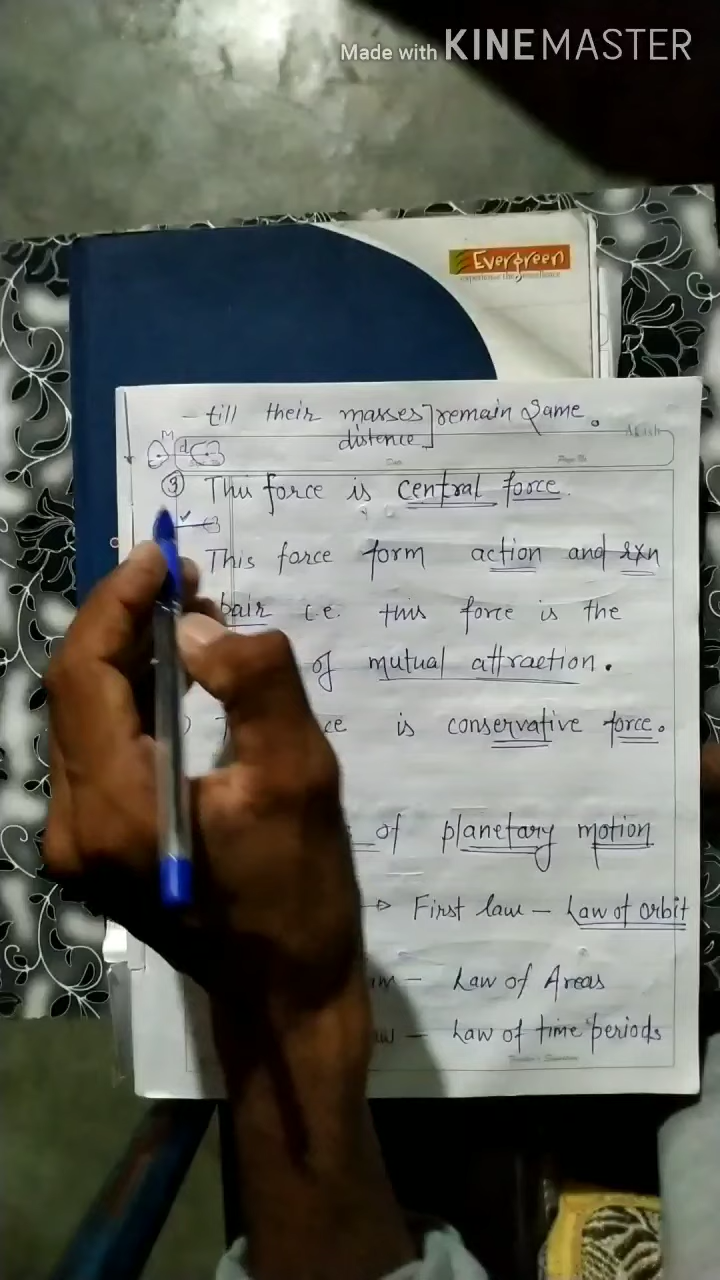 Made with KINEMASTER
Evergreen
- till their masses] remain same.
distence
M
d
③ This force is central force.
This force form action and rxn
pair i.e. this force is the
of mutual attraction.
ce is conservative force.
of planetary motion
→ First law - Law of orbit
- Law of Areas
- Law of time periods